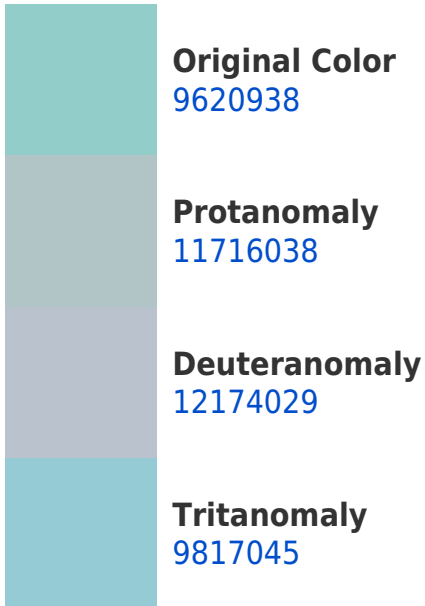 Original Color
9620938
Protanomaly
11716038
Deuteranomaly
12174029
Tritanomaly
9817045